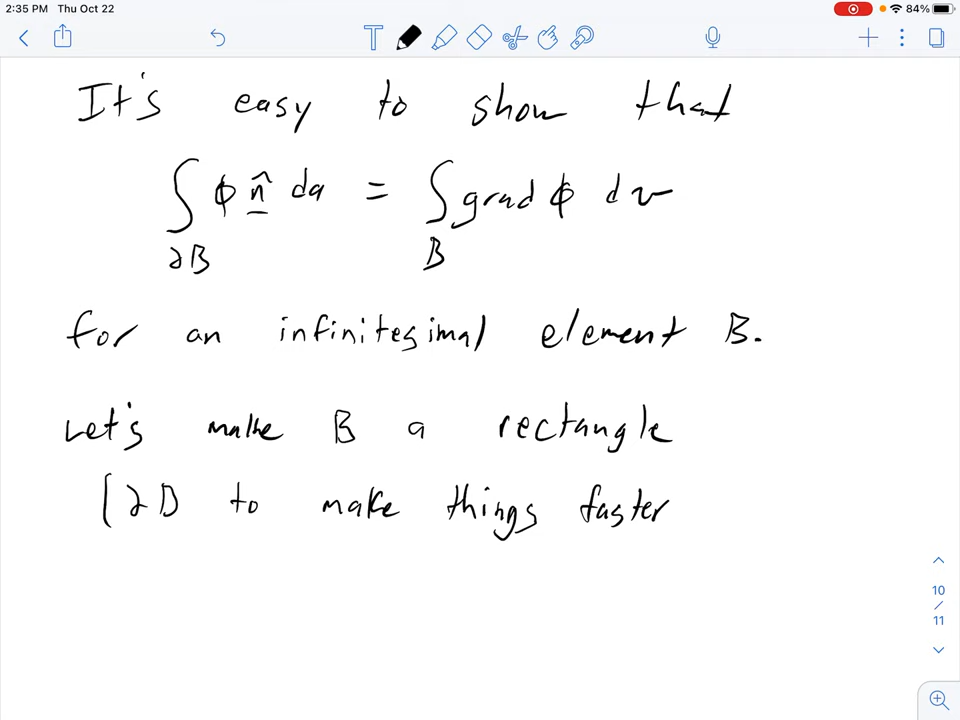 2:35 PM Thu Oct 22 84%
T
It's easy to show that
∫ φ n̂ da = ∫ grad φ dv
∂B B
for an infinitesimal element B.
Let's make B a rectangle
(2D to make things faster
10
/
11